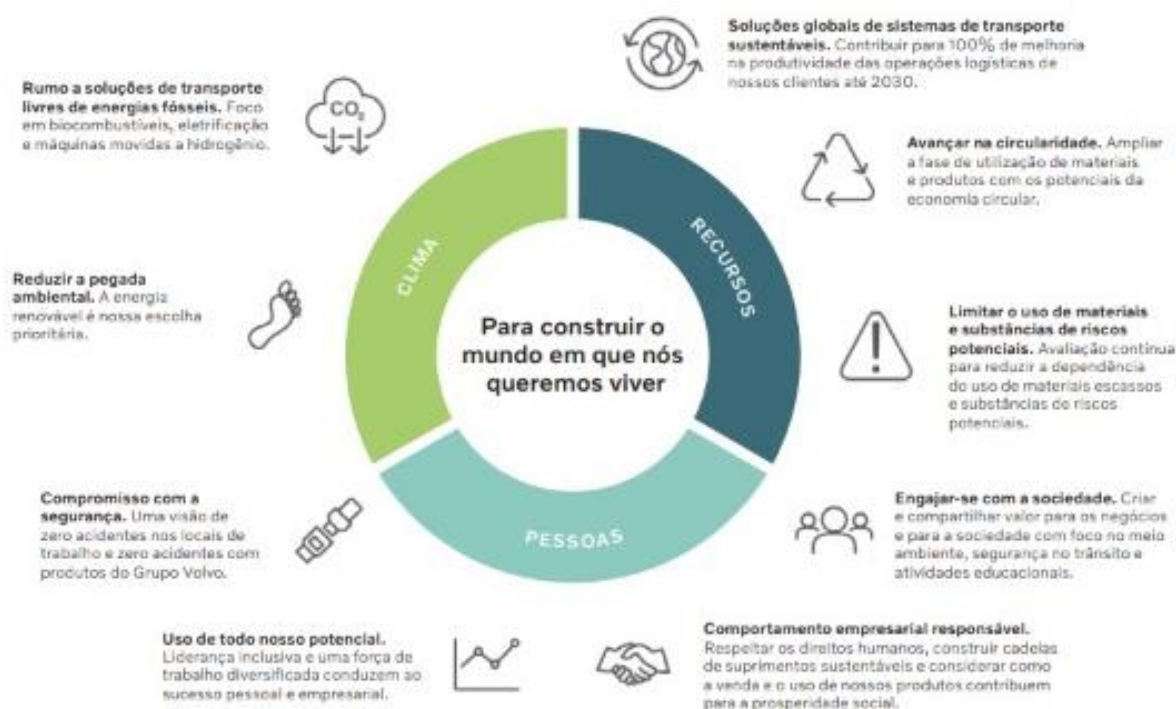 Soluções globais de sistemas de transporte
sustentáveis. Contribuir para 100% de melhoria
na produtividade das operações logísticas de
nossos clientes até 2030.
Rumo a soluções de transporte
livres de energias fósseis. Foco
em biocombustíveis, eletrificação
e máquinas movidas a hidrogênio.
CO₂
Avançar na circularidade. Ampliar
a fase de utilização de materiais
e produtos com os potenciais da
economia circular.
CLIMA
RECURSOS
Reduzir a pegada
ambiental. A energia
renovável é nossa escolha
prioritária.
Para construir o
mundo em que nós
queremos viver
Limitar o uso de materiais
e substâncias de riscos
potenciais. Avaliação contínua
para reduzir a dependência
do uso de materiais escassos
e substâncias de riscos
potenciais.
Compromisso com a
segurança. Uma visão de
zero acidentes nos locais de
trabalho e zero acidentes com
produtos do Grupo Volvo.
PESSOAS
Engajar-se com a sociedade. Criar
e compartilhar valor para os negócios
e para a sociedade com foco no meio
ambiente, segurança no trânsito e
atividades educacionais.
Uso de todo nosso potencial.
Liderança inclusiva e uma força de
trabalho diversificada conduzem ao
sucesso pessoal e empresarial.
Comportamento empresarial responsável.
Respeitar os direitos humanos, construir cadeias
de suprimentos sustentáveis e considerar como
a venda e o uso de nossos produtos contribuem
para a prosperidade social.